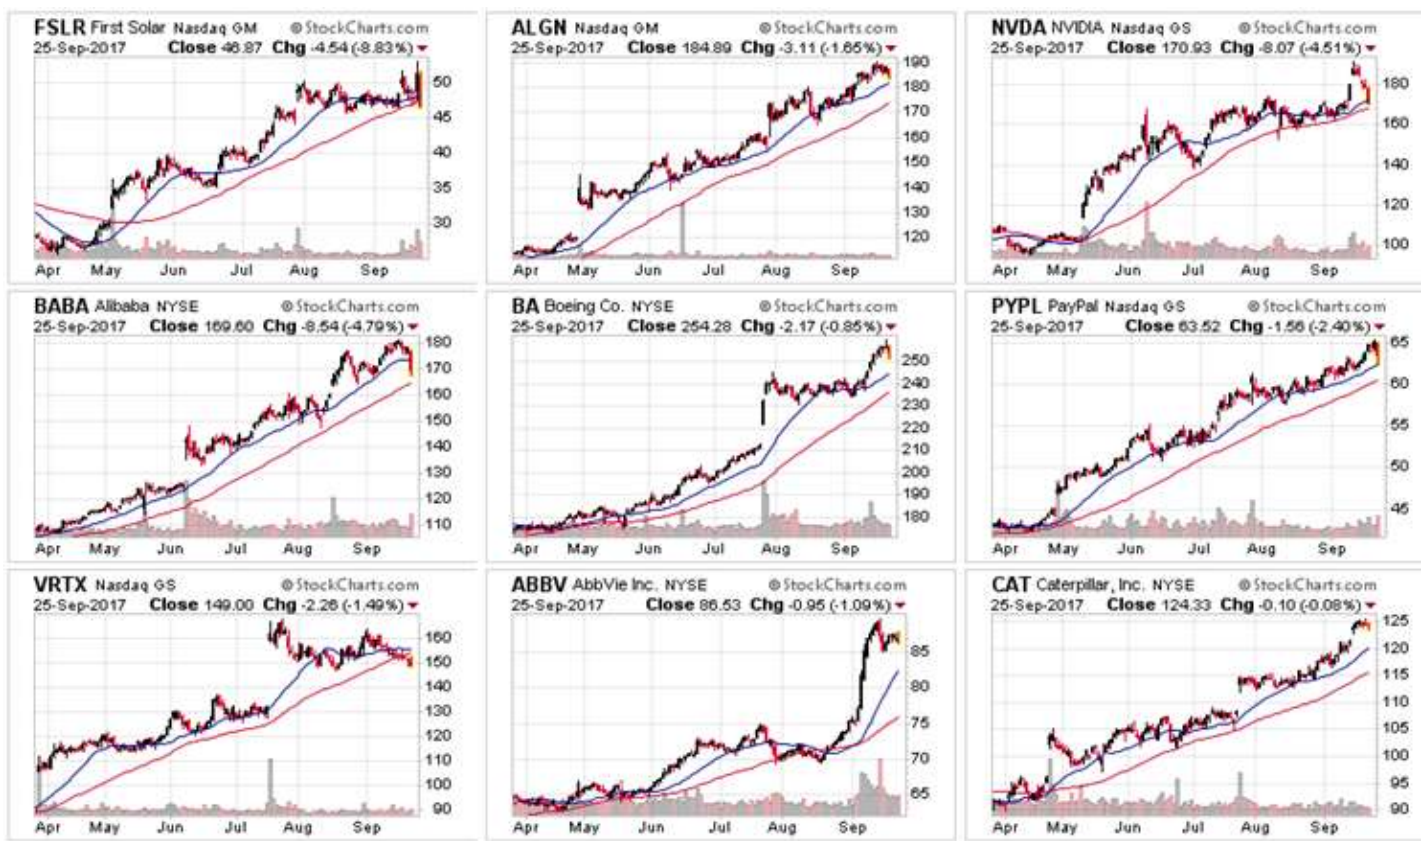 FSLR First Solar Nasdaq GM @StockCharts.com
25-Sep-2017 Close 46.87 Chg -4.54 (-8.83%)
50
45
40
35
30
Apr May Jun Jul Aug Sep
ALGN Nasdaq GM @StockCharts.com
25-Sep-2017 Close 184.89 Chg -3.11 (-1.65%)
190
180
170
160
150
140
130
120
Apr May Jun Jul Aug Sep
NVDA NVIDIA Nasdaq GS @StockCharts.com
25-Sep-2017 Close 170.93 Chg -8.07 (-4.51%)
180
160
140
120
100
Apr May Jun Jul Aug Sep
BABA Alibaba NYSE @StockCharts.com
25-Sep-2017 Close 169.60 Chg -8.54 (-4.79%)
180
170
160
150
140
130
120
110
Apr May Jun Jul Aug Sep
BA Boeing Co. NYSE @StockCharts.com
25-Sep-2017 Close 254.28 Chg -2.17 (-0.85%)
250
240
230
220
210
200
190
180
Apr May Jun Jul Aug Sep
PYPL PayPal Nasdaq GS @StockCharts.com
25-Sep-2017 Close 63.52 Chg -1.56 (-2.40%)
65
60
55
50
45
Apr May Jun Jul Aug Sep
VRTX Nasdaq GS @StockCharts.com
25-Sep-2017 Close 149.00 Chg -2.26 (-1.49%)
160
150
140
130
120
110
100
90
Apr May Jun Jul Aug Sep
ABBV AbbVie Inc. NYSE @StockCharts.com
25-Sep-2017 Close 86.53 Chg -0.95 (-1.09%)
85
80
75
70
65
Apr May Jun Jul Aug Sep
CAT Caterpillar, Inc. NYSE @StockCharts.com
25-Sep-2017 Close 124.33 Chg -0.10 (-0.08%)
125
120
115
110
105
100
95
90
Apr May Jun Jul Aug Sep